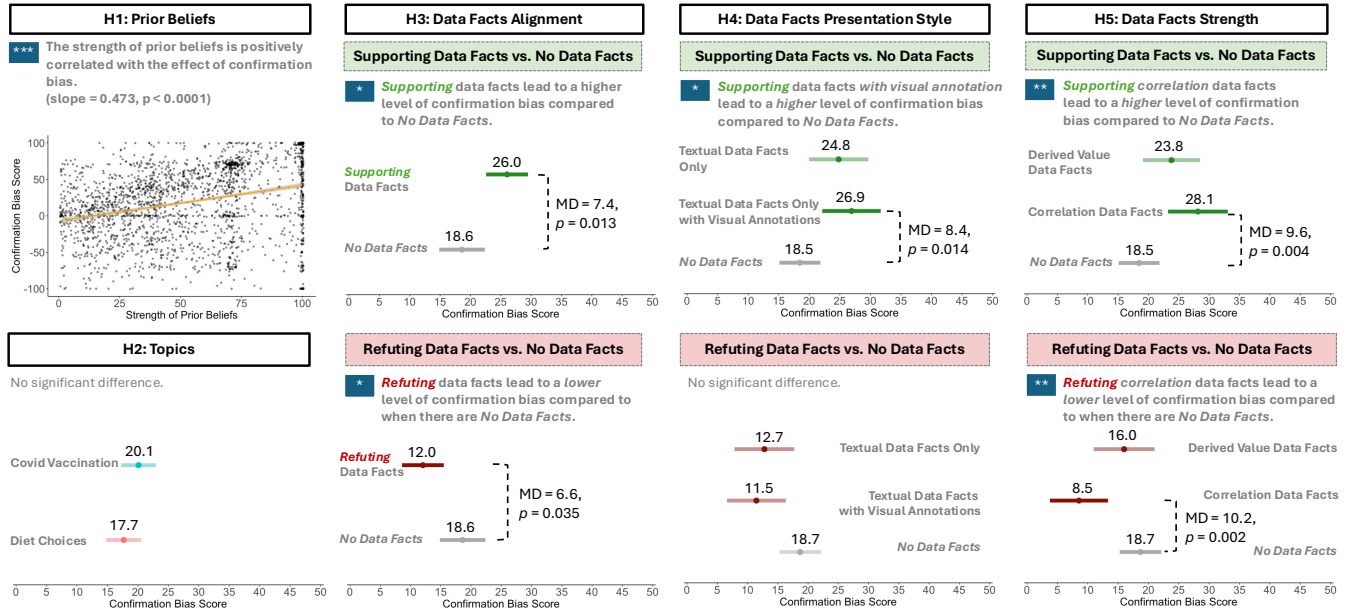 H1: Prior Beliefs
***
The strength of prior beliefs is positively
correlated with the effect of confirmation
bias.
(slope = 0.473, p < 0.0001)
Confirmation Bias Score
100
50
0
-50
-100
0
25
50
75
100
Strength of Prior Beliefs
H3: Data Facts Alignment
Supporting Data Facts vs. No Data Facts
*
Supporting data facts lead to a higher
level of confirmation bias compared
to No Data Facts.
Supporting
Data Facts
26.0
No Data Facts
18.6
MD = 7.4,
p = 0.013
0 5 10 15 20 25 30 35 40 45 50
Confirmation Bias Score
H4: Data Facts Presentation Style
Supporting Data Facts vs. No Data Facts
*
Supporting data facts with visual annotation
lead to a higher level of confirmation bias
compared to No Data Facts.
Textual Data Facts
Only
24.8
Textual Data Facts Only
with Visual Annotations
26.9
No Data Facts
18.5
MD = 8.4,
p = 0.014
0 5 10 15 20 25 30 35 40 45 50
Confirmation Bias Score
H5: Data Facts Strength
Supporting Data Facts vs. No Data Facts
**
Supporting correlation data facts
lead to a higher level of confirmation
bias compared to No Data Facts.
Derived Value
Data Facts
23.8
Correlation Data Facts
28.1
No Data Facts
18.5
MD = 9.6,
p = 0.004
0 5 10 15 20 25 30 35 40 45 50
Confirmation Bias Score
H2: Topics
No significant difference.
Covid Vaccination
20.1
Diet Choices
17.7
0 5 10 15 20 25 30 35 40 45 50
Confirmation Bias Score
Refuting Data Facts vs. No Data Facts
*
Refuting data facts lead to a lower
level of confirmation bias compared to
when there are No Data Facts.
Refuting
Data Facts
12.0
No Data Facts
18.6
MD = 6.6,
p = 0.035
0 5 10 15 20 25 30 35 40 45 50
Confirmation Bias Score
Refuting Data Facts vs. No Data Facts
No significant difference.
12.7
Textual Data Facts Only
11.5
Textual Data Facts
with Visual Annotations
18.7
No Data Facts
0 5 10 15 20 25 30 35 40 45 50
Confirmation Bias Score
Refuting Data Facts vs. No Data Facts
**
Refuting correlation data facts lead to a
lower level of confirmation bias compared
to when there are No Data Facts.
16.0
Derived Value Data Facts
8.5
Correlation Data Facts
18.7
MD = 10.2,
p = 0.002
No Data Facts
0 5 10 15 20 25 30 35 40 45 50
Confirmation Bias Score